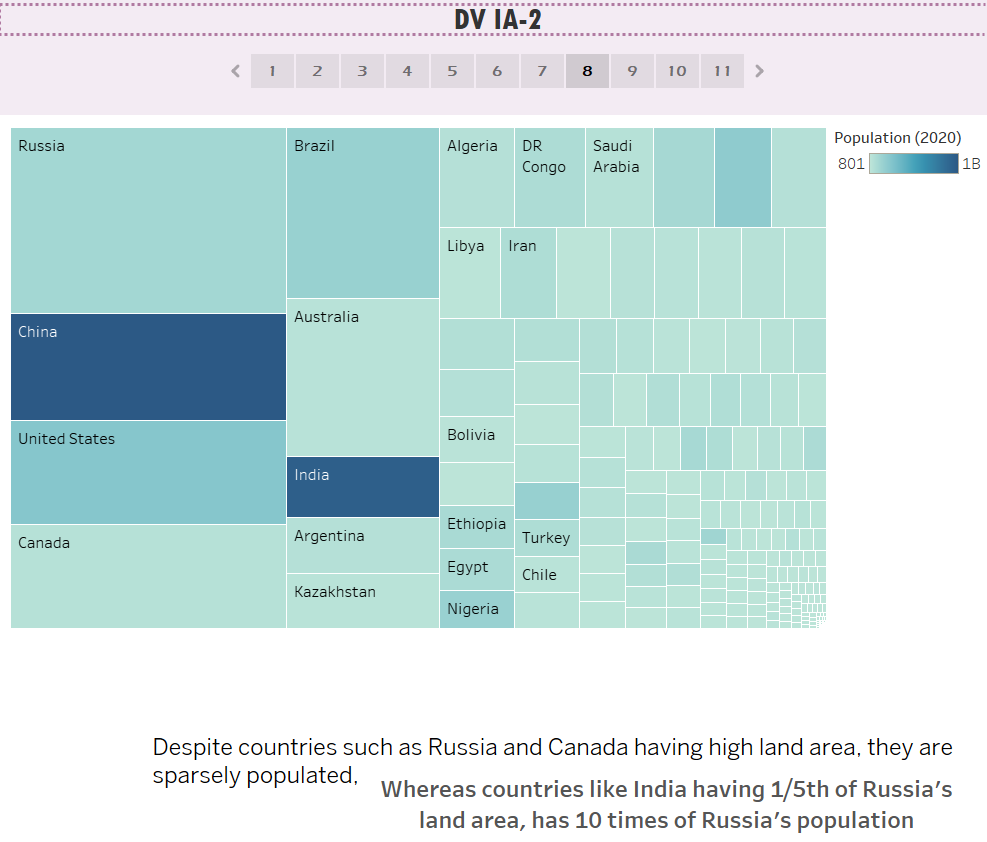 DV IA-2
1 2 3 4 5 6 7 8 9 10 11
Population (2020)
801 1B
Russia
China
United States
Canada
Brazil
Australia
India
Argentina
Kazakhstan
Algeria
DR
Congo
Saudi
Arabia
Libya
Iran
Bolivia
Ethiopia
Egypt
Nigeria
Turkey
Chile
Despite countries such as Russia and Canada having high land area, they are
sparsely populated,
Whereas countries like India having 1/5th of Russia's
land area, has 10 times of Russia's population